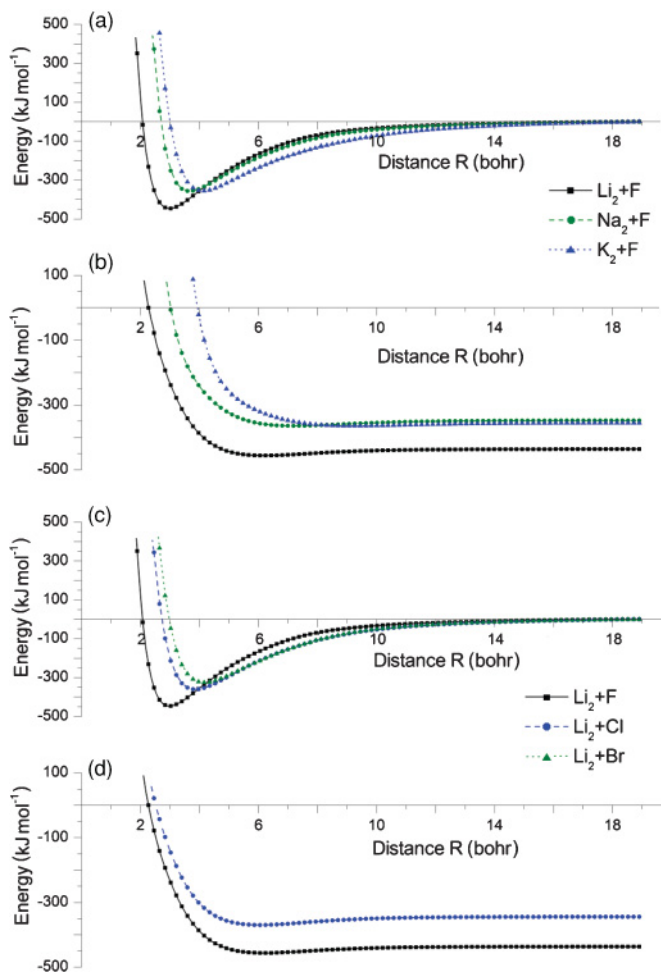 (a)
500
300
100
-100
-300
-500
Energy (kJ mol⁻¹)
2 6 10 14 18
Distance R (bohr)
Li₂+F
Na₂+F
K₂+F
(b)
100
-100
-300
-500
Energy (kJ mol⁻¹)
2 6 10 14 18
Distance R (bohr)
(c)
500
300
100
-100
-300
-500
Energy (kJ mol⁻¹)
2 6 10 14 18
Distance R (bohr)
Li₂+F
Li₂+Cl
Li₂+Br
(d)
100
-100
-300
-500
Energy (kJ mol⁻¹)
2 6 10 14 18
Distance R (bohr)